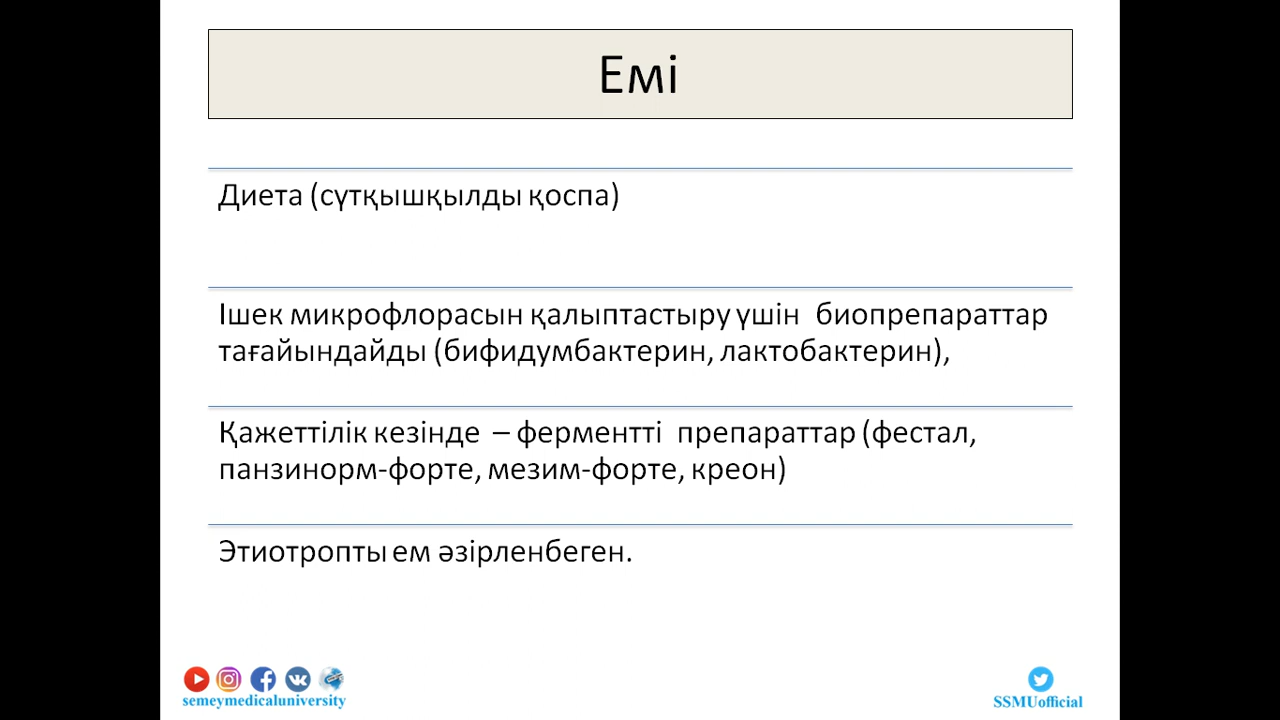 Емі
Диета (сүтқышқылды қоспа)
Ішек микрофлорасын қалыптастыру үшін биопрепараттар
тағайындайды (бифидумбактерин, лактобактерин),
Қажеттілік кезінде – ферментті препараттар (фестал,
панзинорм-форте, мезим-форте, креон)
Этиотропты ем әзірленбеген.
semeymedicaluniversity
SSMUofficial